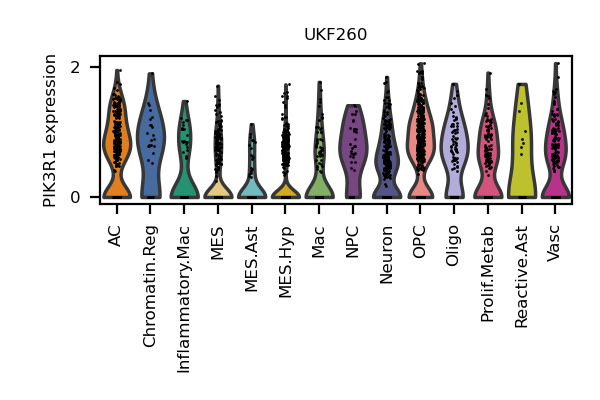 UKF260
PIK3R1 expression
2
0
AC
Chromatin.Reg
Inflammatory.Mac
MES
MES.Ast
MES.Hyp
Mac
NPC
Neuron
OPC
Oligo
Prolif.Metab
Reactive.Ast
Vasc